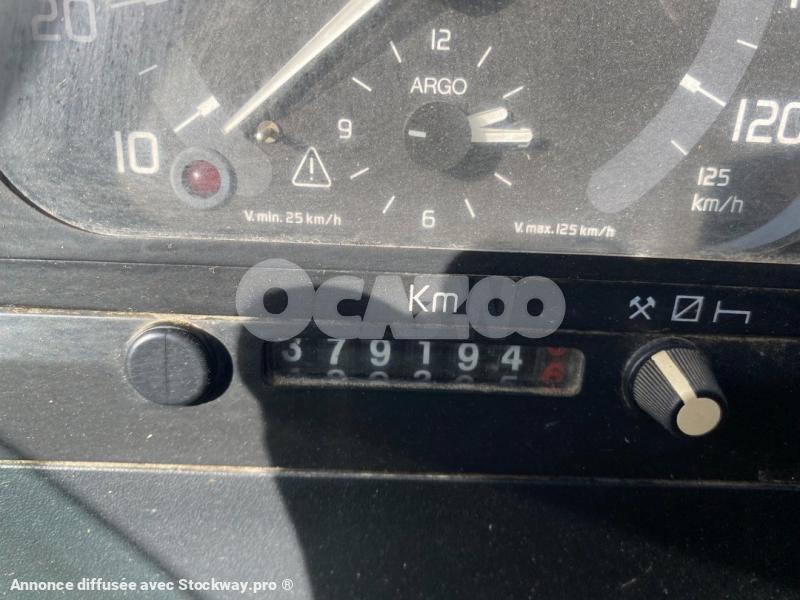 20
12
ARGO
10
9
120
125
km/h
V. min. 25 km/h
6
V. max. 125 km/h
OCAZOO
Km
379194
Annonce diffusée avec Stockway.pro ®